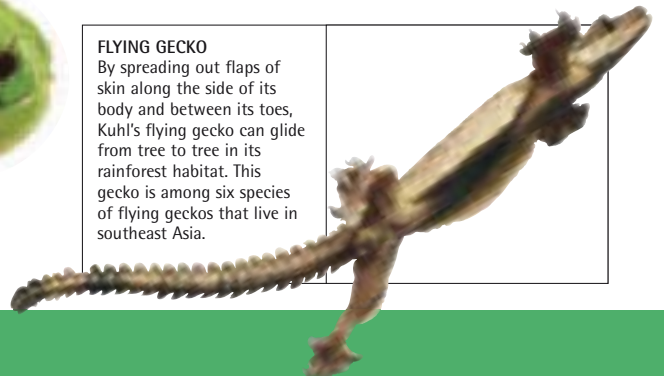 FLYING GECKO
By spreading out flaps of
skin along the side of its
body and between its toes,
Kuhl's flying gecko can glide
from tree to tree in its
rainforest habitat. This
gecko is among six species
of flying geckos that live in
southeast Asia.